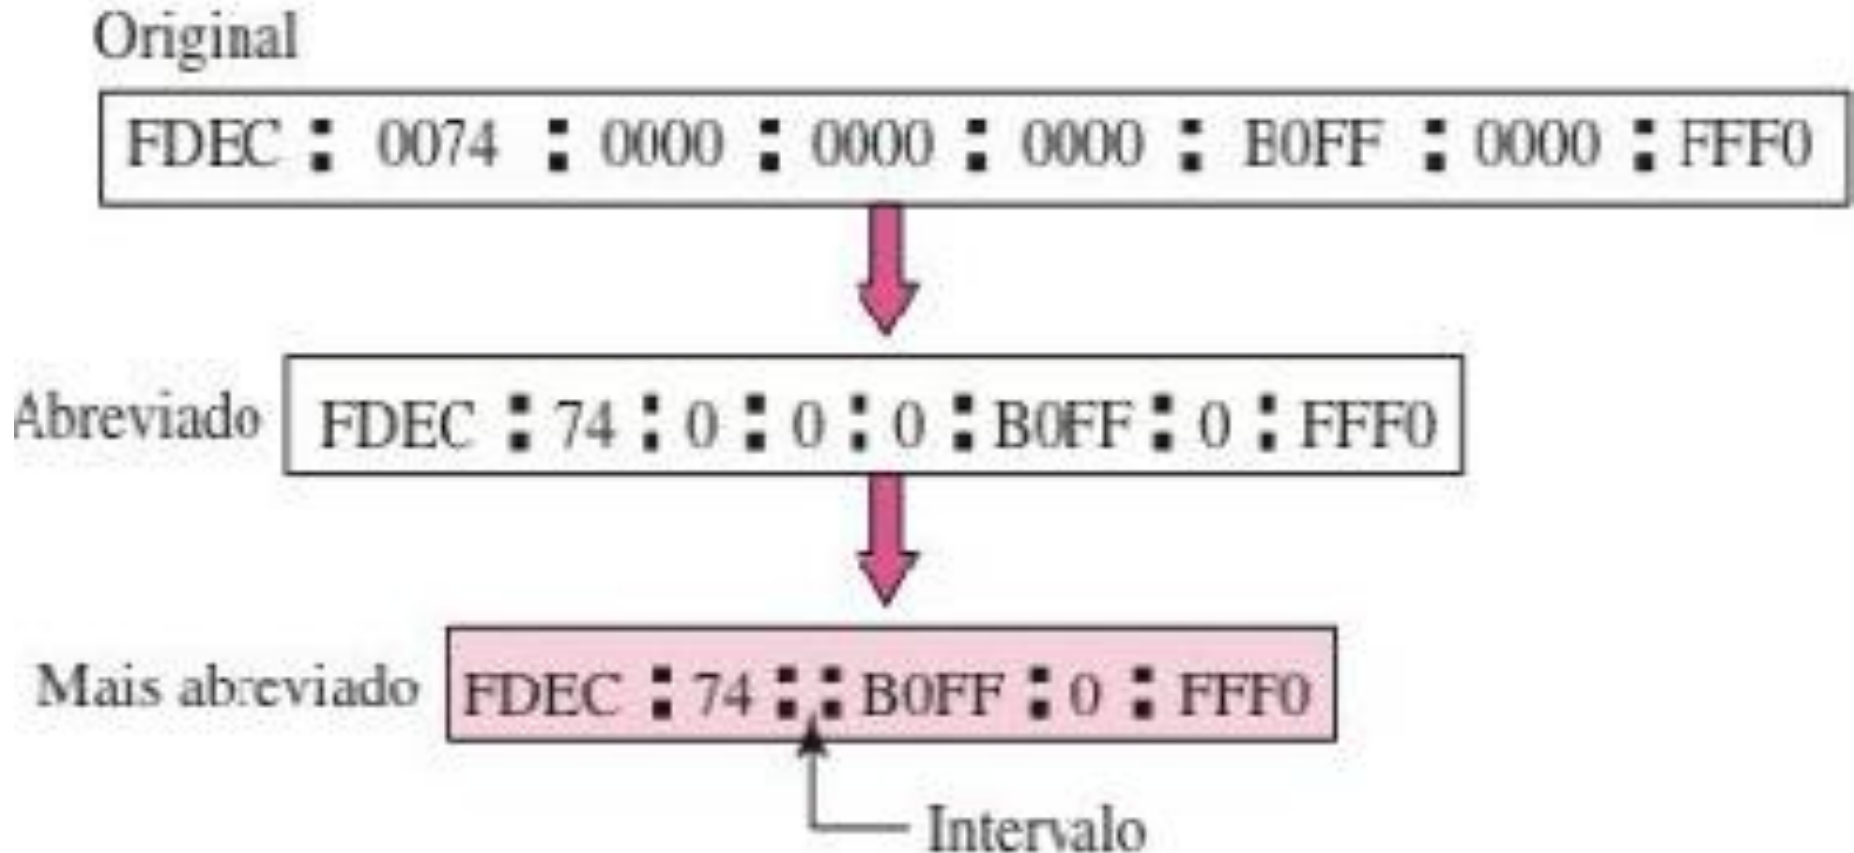 Original
FDEC : 0074 : 0000 : 0000 : 0000 : B0FF : 0000 : FFF0
Abreviado FDEC : 74 : 0 : 0 : 0 : B0FF : 0 : FFF0
Mais abreviado FDEC : 74 : : B0FF : 0 : FFF0
Intervalo